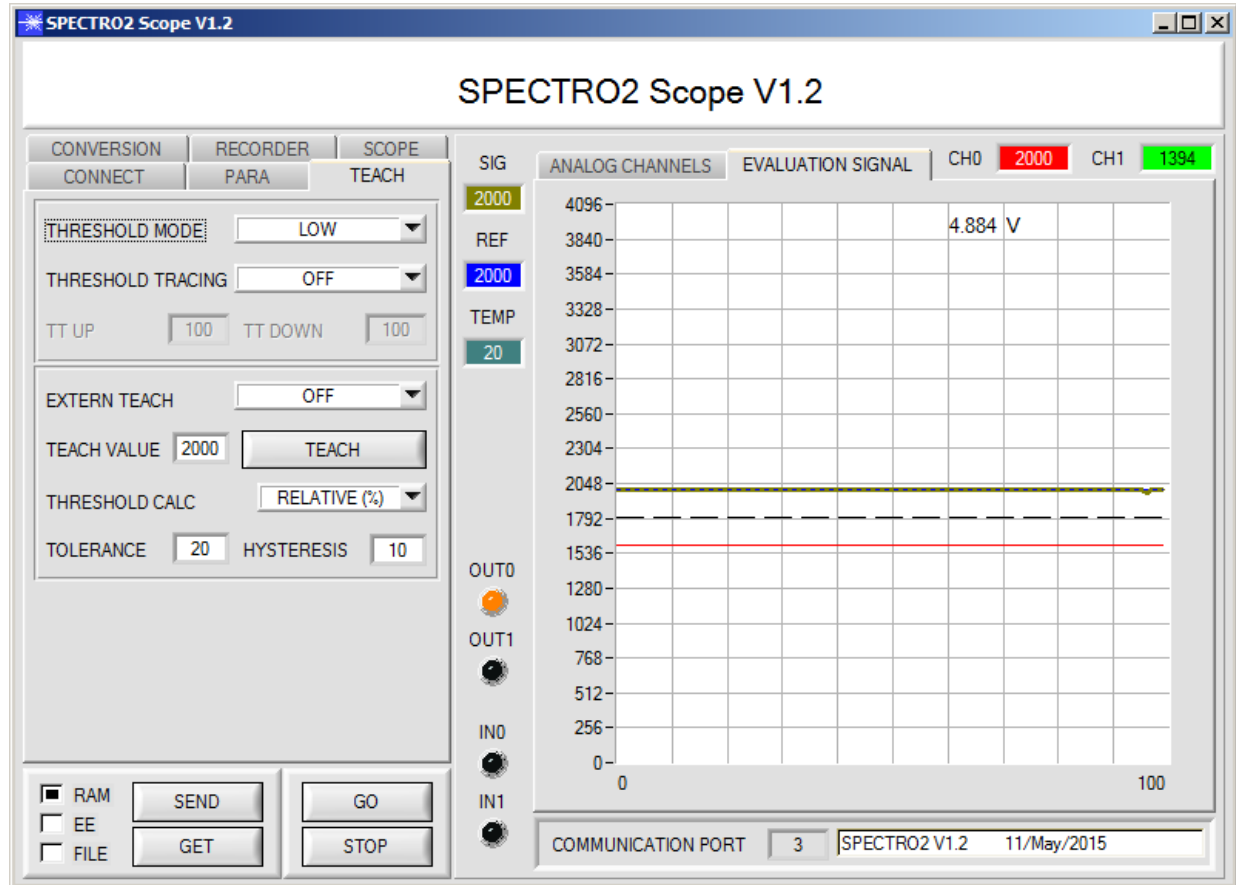 SPECTRO2 Scope V1.2
SPECTRO2 Scope V1.2
CONVERSION RECORDER SCOPE
CONNECT PARA TEACH
THRESHOLD MODE LOW
THRESHOLD TRACING OFF
TT UP 100 TT DOWN 100
EXTERN TEACH OFF
TEACH VALUE 2000 TEACH
THRESHOLD CALC RELATIVE (%)
TOLERANCE 20 HYSTERESIS 10
RAM
EE
FILE
SEND
GET
GO
STOP
SIG
2000
REF
2000
TEMP
20
OUT0
OUT1
IN0
IN1
ANALOG CHANNELS EVALUATION SIGNAL CH0 2000 CH1 1394
4.884 V
4096
3840
3584
3328
3072
2816
2560
2304
2048
1792
1536
1280
1024
768
512
256
0
0 100
COMMUNICATION PORT 3 SPECTRO2 V1.2 11/May/2015